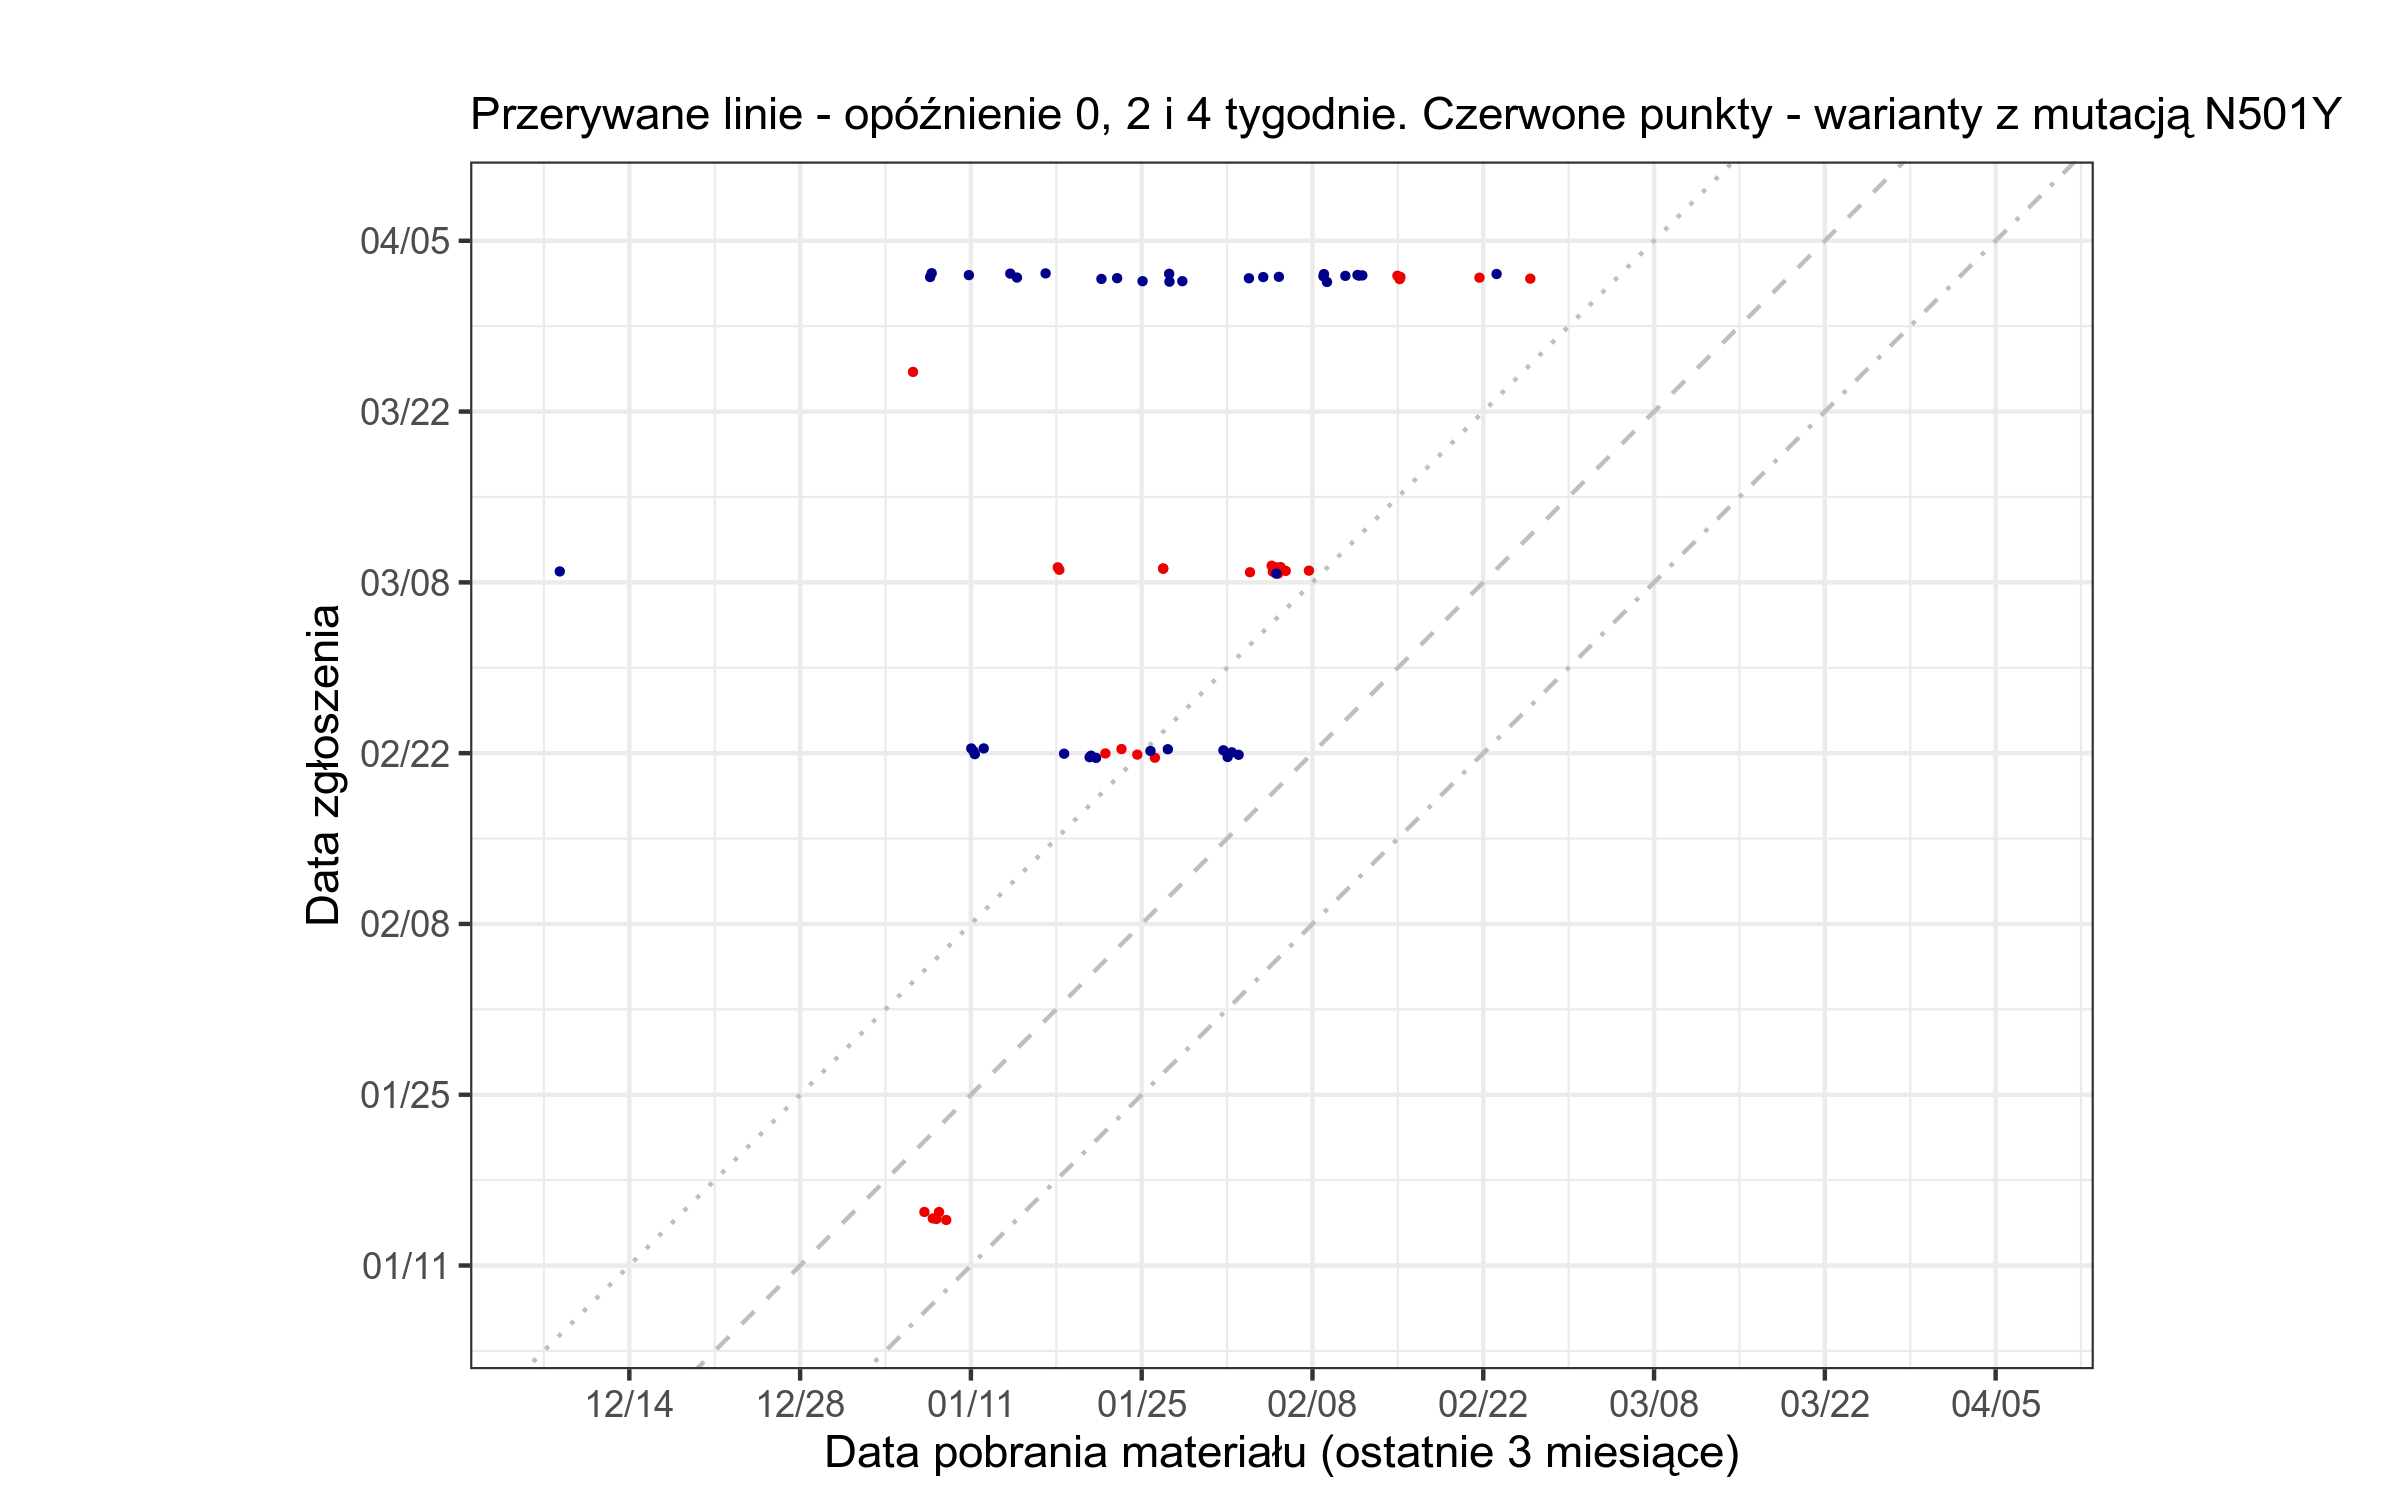 Przerywane linie - opóźnienie 0, 2 i 4 tygodnie. Czerwone punkty - warianty z mutacją N501Y
04/05
03/22
03/08
02/22
02/08
01/25
01/11
Data zgłoszenia
12/14 12/28 01/11 01/25 02/08 02/22 03/08 03/22 04/05
Data pobrania materiału (ostatnie 3 miesiące)